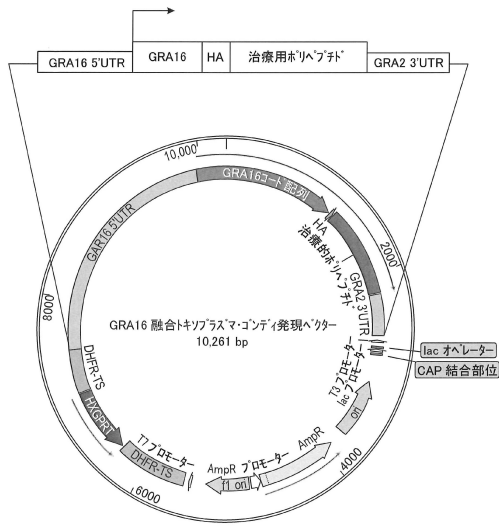 GRA16 5'UTR
GRA16
HA
治療用ポリペプチド
GRA2 3'UTR
10,000
GRA16コード配列
HA
治療的ポリペプチド
2000
GAR16 5'UTR
GRA2 3'UTR
8000
GRA16 融合トキソプラズマ・ゴンディ発現ベクター
10,261 bp
lac オペレーター
CAP 結合部位
T3 プロモーター
lac プロモーター
DHFR-TS
HXGPRT
ori
T7 プロモーター
AmpR プロモーター
AmpR
DHFR-TS
f1 ori
4000
6000